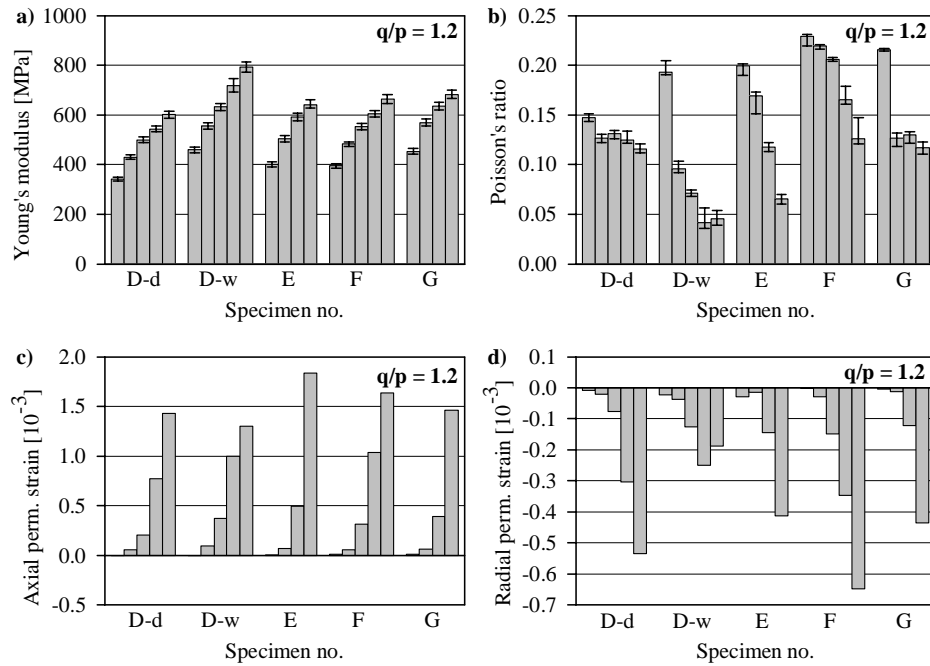 a)
q/p = 1.2
Young's modulus [MPa]
1000
800
600
400
200
0
D-d D-w E F G
Specimen no.
b)
q/p = 1.2
Poisson's ratio
0.25
0.20
0.15
0.10
0.05
0.00
D-d D-w E F G
Specimen no.
c)
q/p = 1.2
Axial perm. strain [10⁻³]
2.0
1.5
1.0
0.5
0.0
-0.5
D-d D-w E F G
Specimen no.
d)
q/p = 1.2
Radial perm. strain [10⁻³]
0.1
0.0
-0.1
-0.2
-0.3
-0.4
-0.5
-0.6
-0.7
D-d D-w E F G
Specimen no.